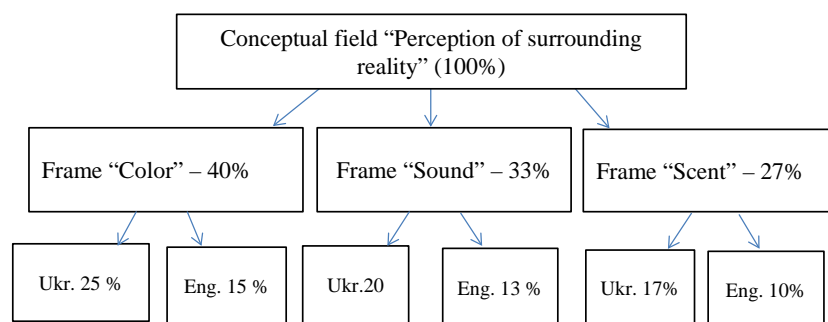 Conceptual field “Perception of surrounding
reality” (100%)
Frame “Color” – 40%
Frame “Sound” – 33%
Frame “Scent” – 27%
Ukr. 25 %
Eng. 15 %
Ukr.20
Eng. 13 %
Ukr. 17%
Eng. 10%